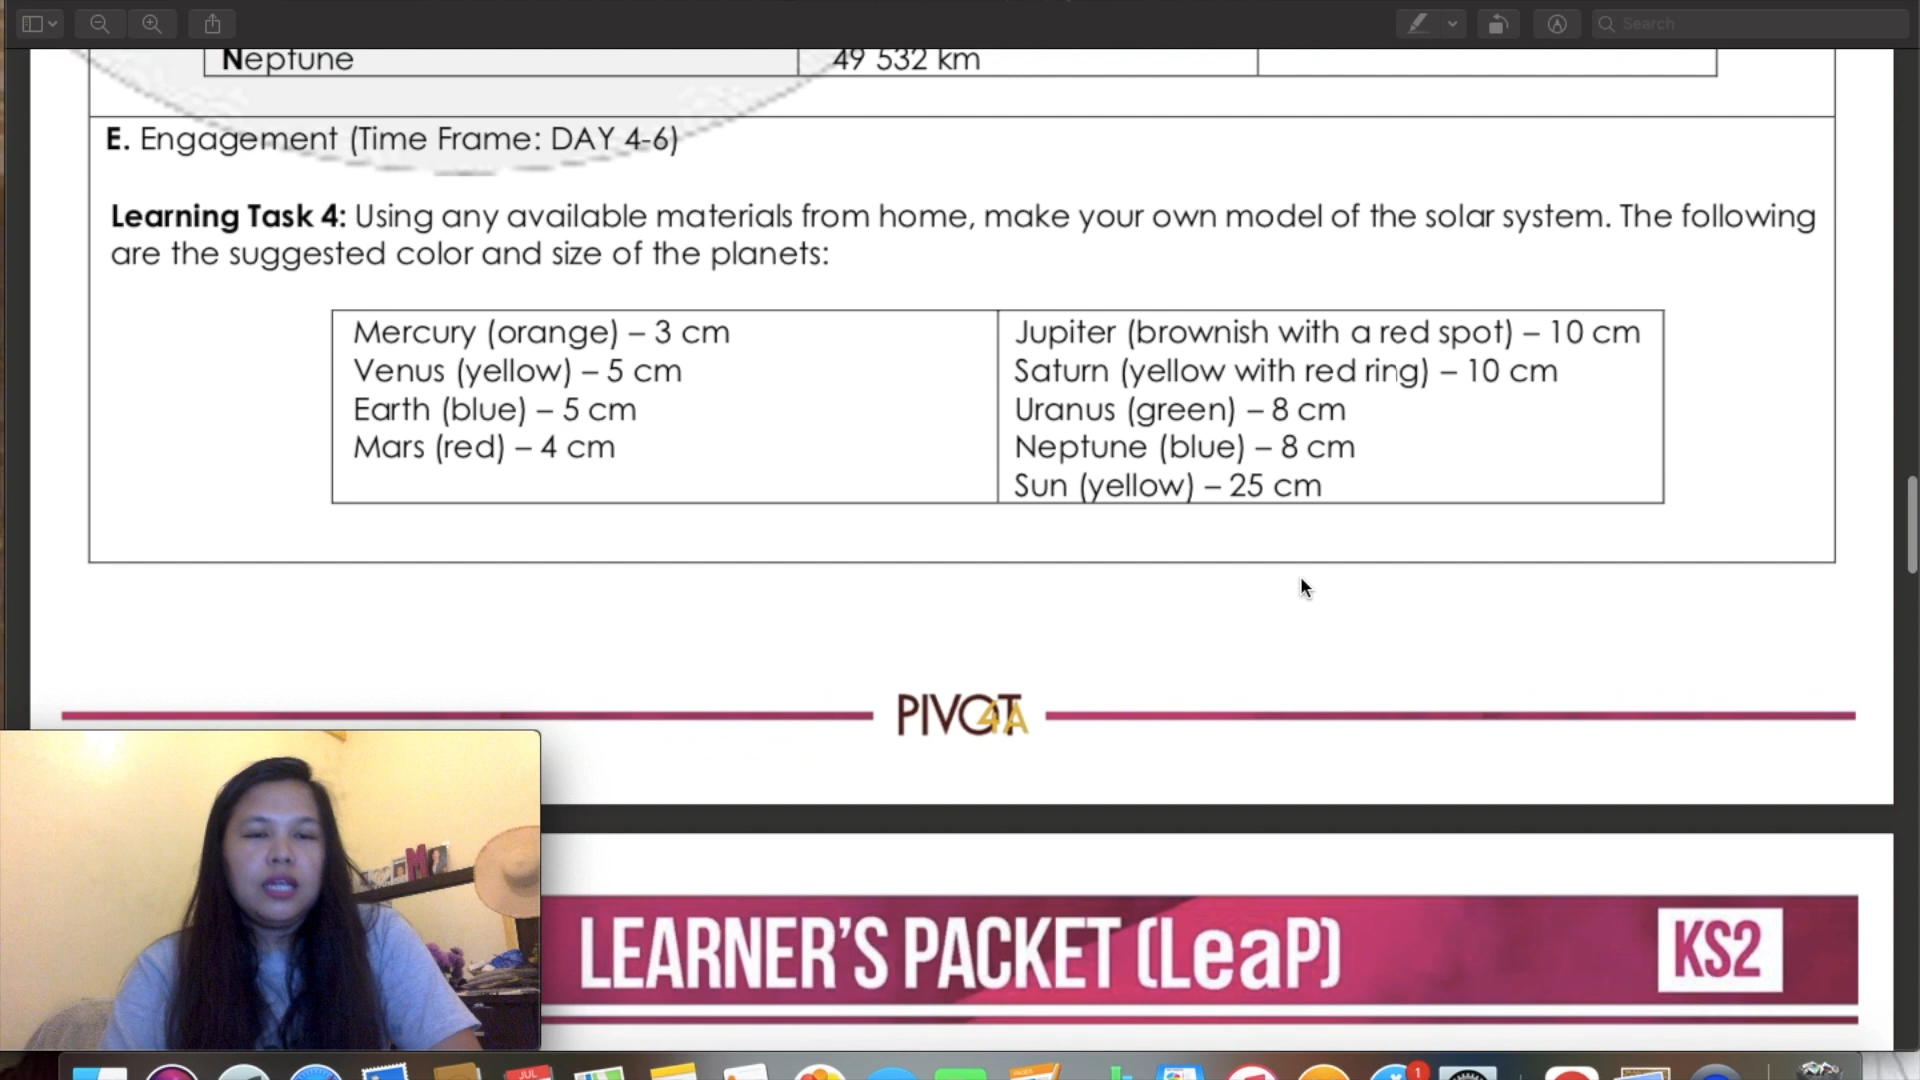 Search
Neptune 49 532 km
E. Engagement (Time Frame: DAY 4-6)
Learning Task 4: Using any available materials from home, make your own model of the solar system. The following
are the suggested color and size of the planets:
Mercury (orange) – 3 cm
Venus (yellow) – 5 cm
Earth (blue) – 5 cm
Mars (red) – 4 cm
Jupiter (brownish with a red spot) – 10 cm
Saturn (yellow with red ring) – 10 cm
Uranus (green) – 8 cm
Neptune (blue) – 8 cm
Sun (yellow) – 25 cm
PIVOT 4A
M
LEARNER'S PACKET (LeaP)
KS2
JUL
PAGES
1